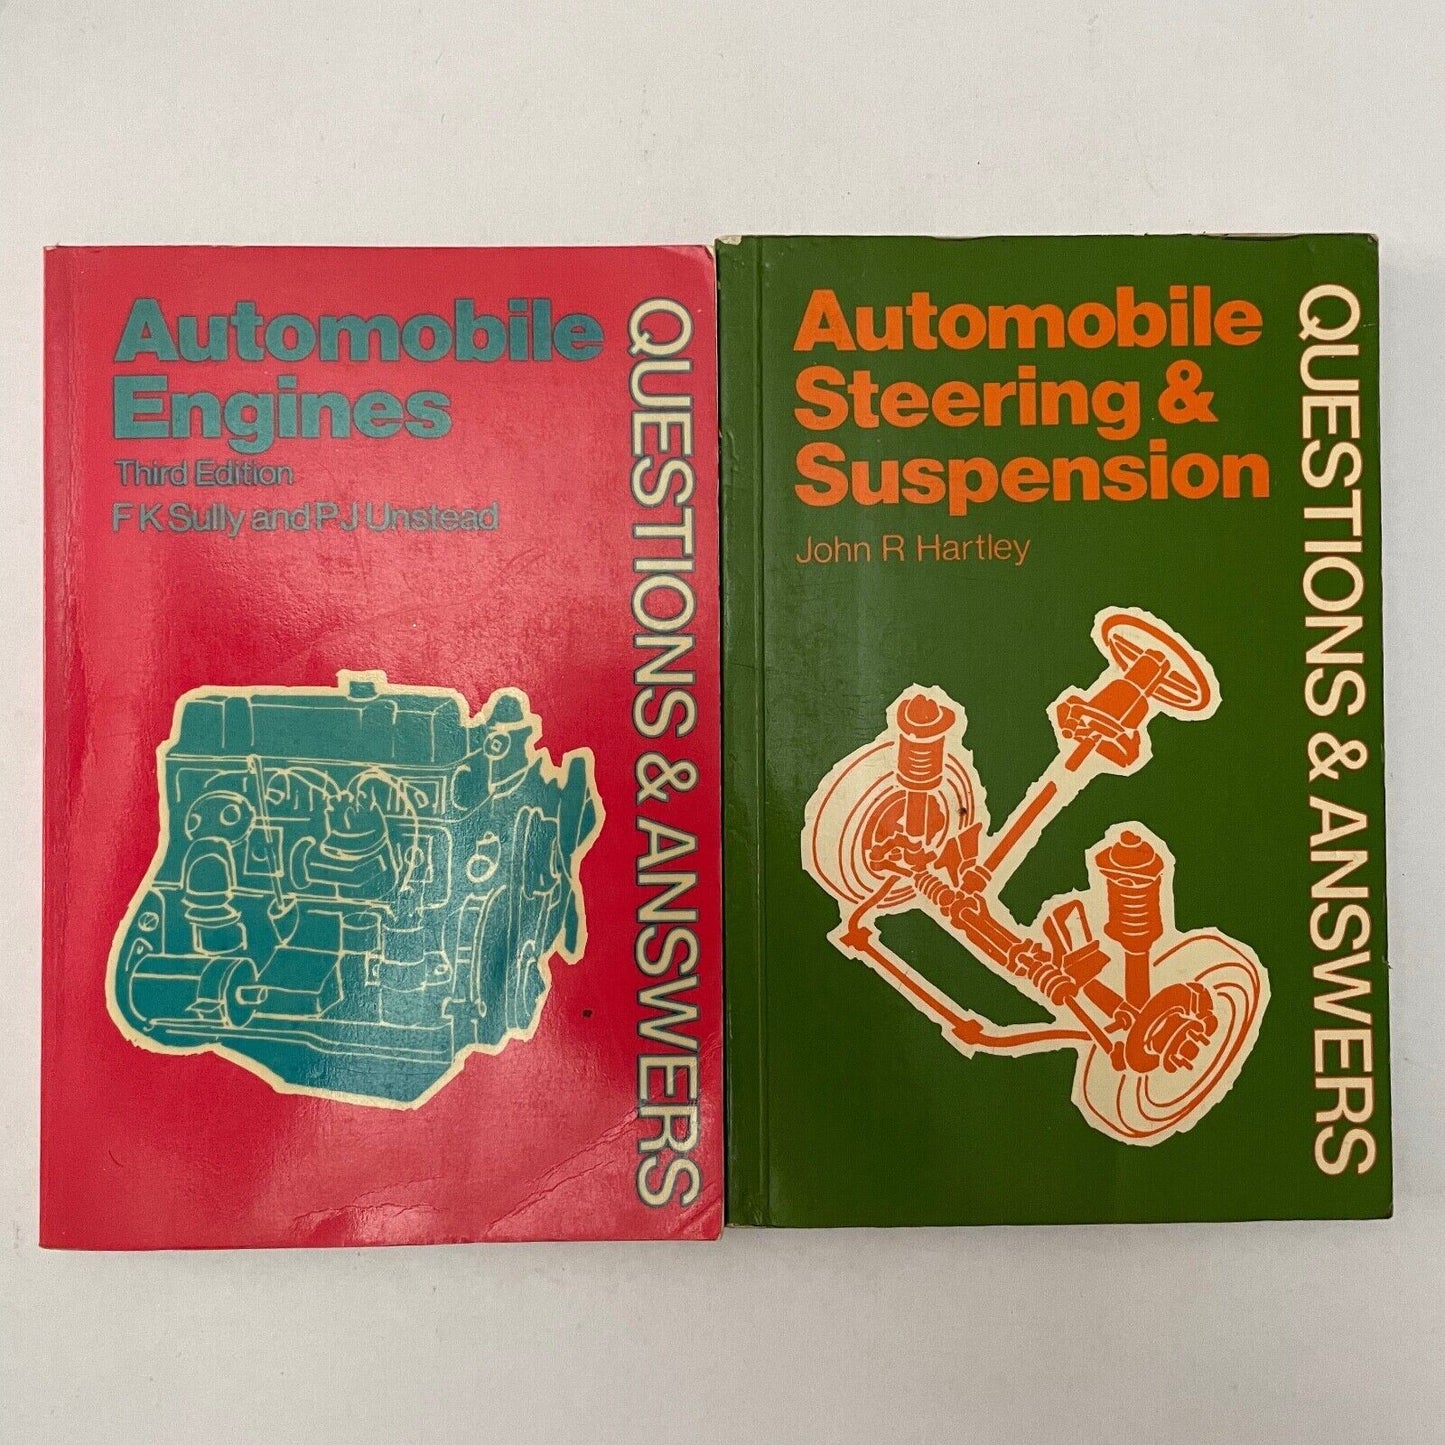 Automobile
Engines
Third Edition
F K Sully and P J Unstead
QUESTIONS & ANSWERS
Automobile
Steering &
Suspension
John R Hartley
QUESTIONS & ANSWERS